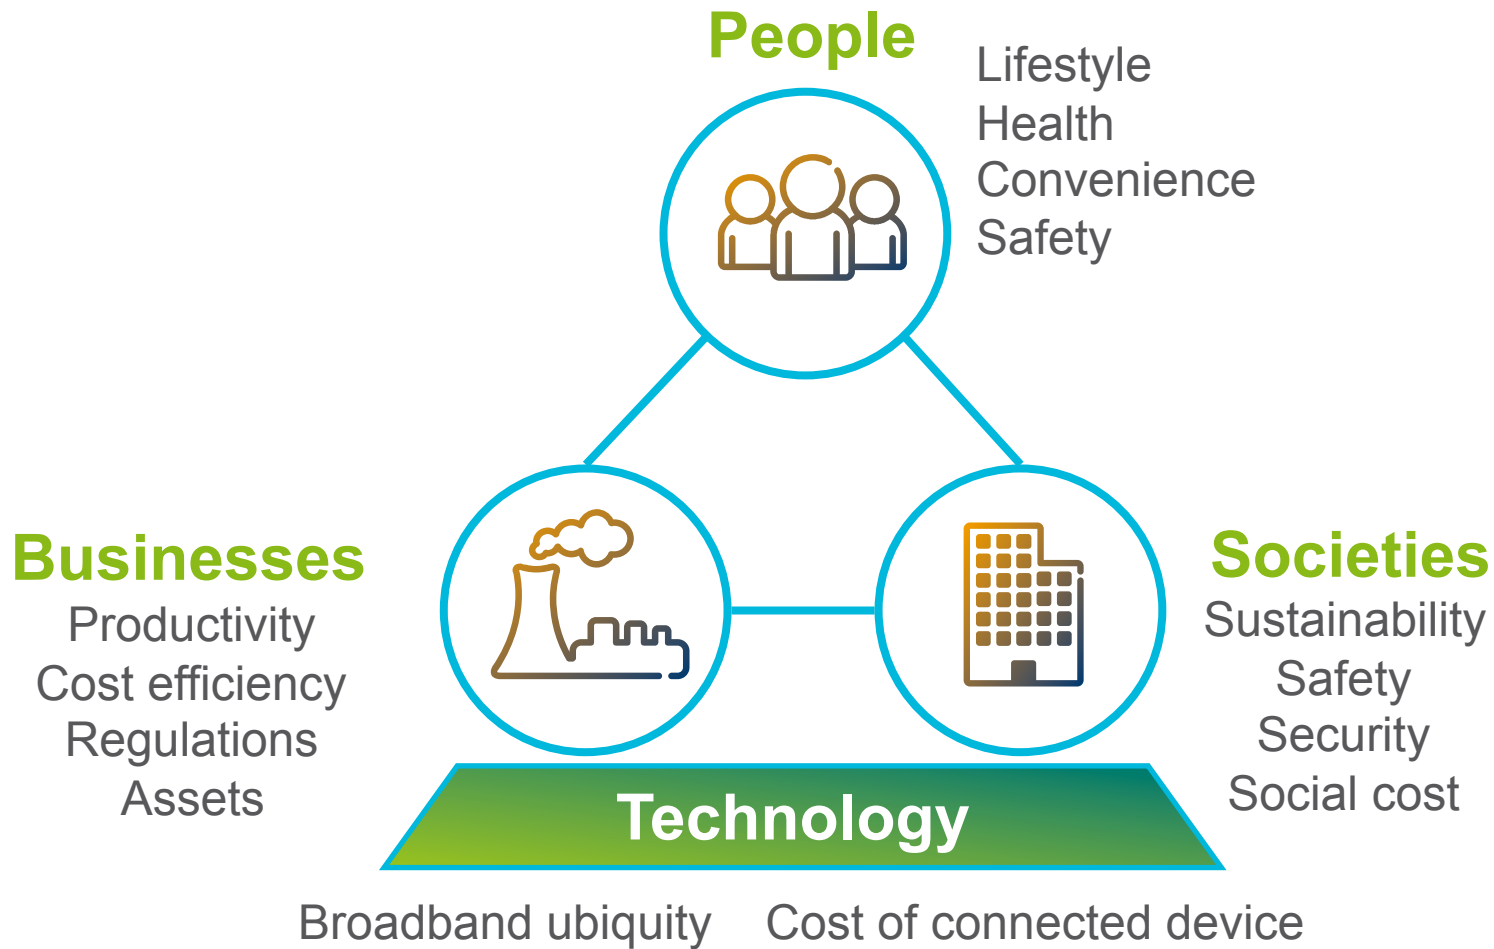 People
Lifestyle
Health
Convenience
Safety
Businesses
Productivity
Cost efficiency
Regulations
Assets
Societies
Sustainability
Safety
Security
Social cost
Technology
Broadband ubiquity
Cost of connected device